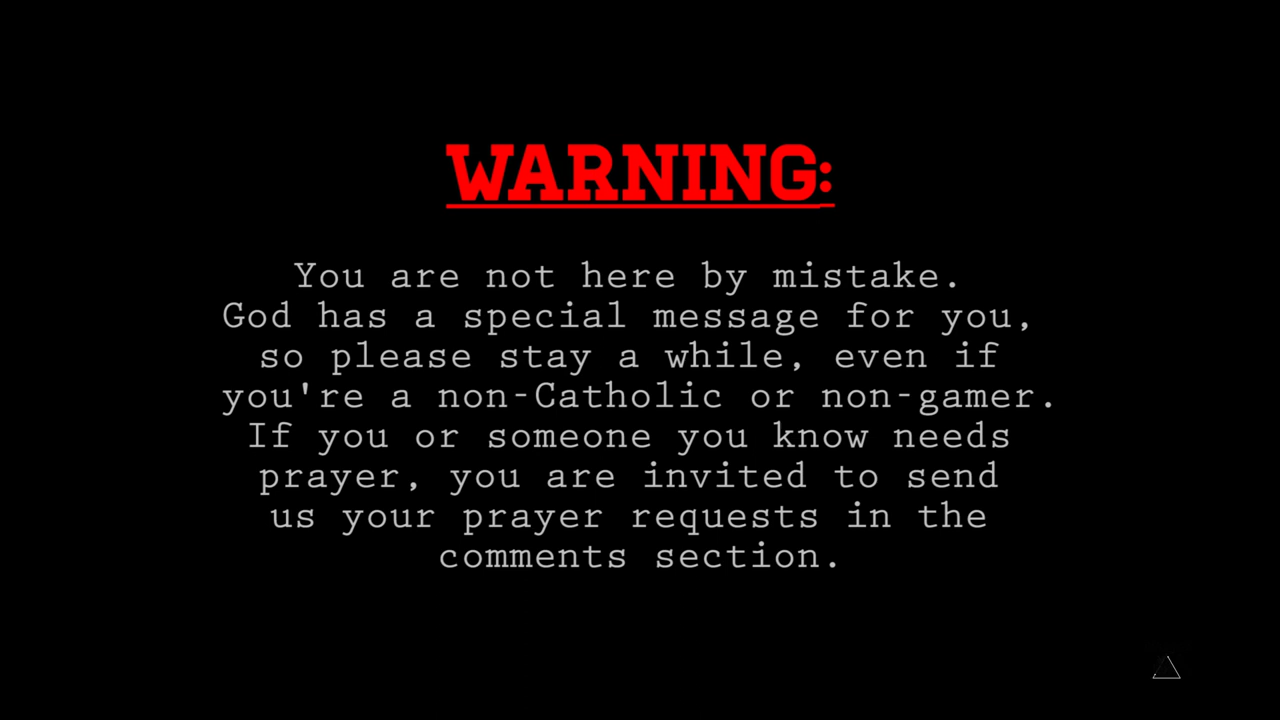 WARNING:
You are not here by mistake.
God has a special message for you,
so please stay a while, even if
you're a non-Catholic or non-gamer.
If you or someone you know needs
prayer, you are invited to send
us your prayer requests in the
comments section.